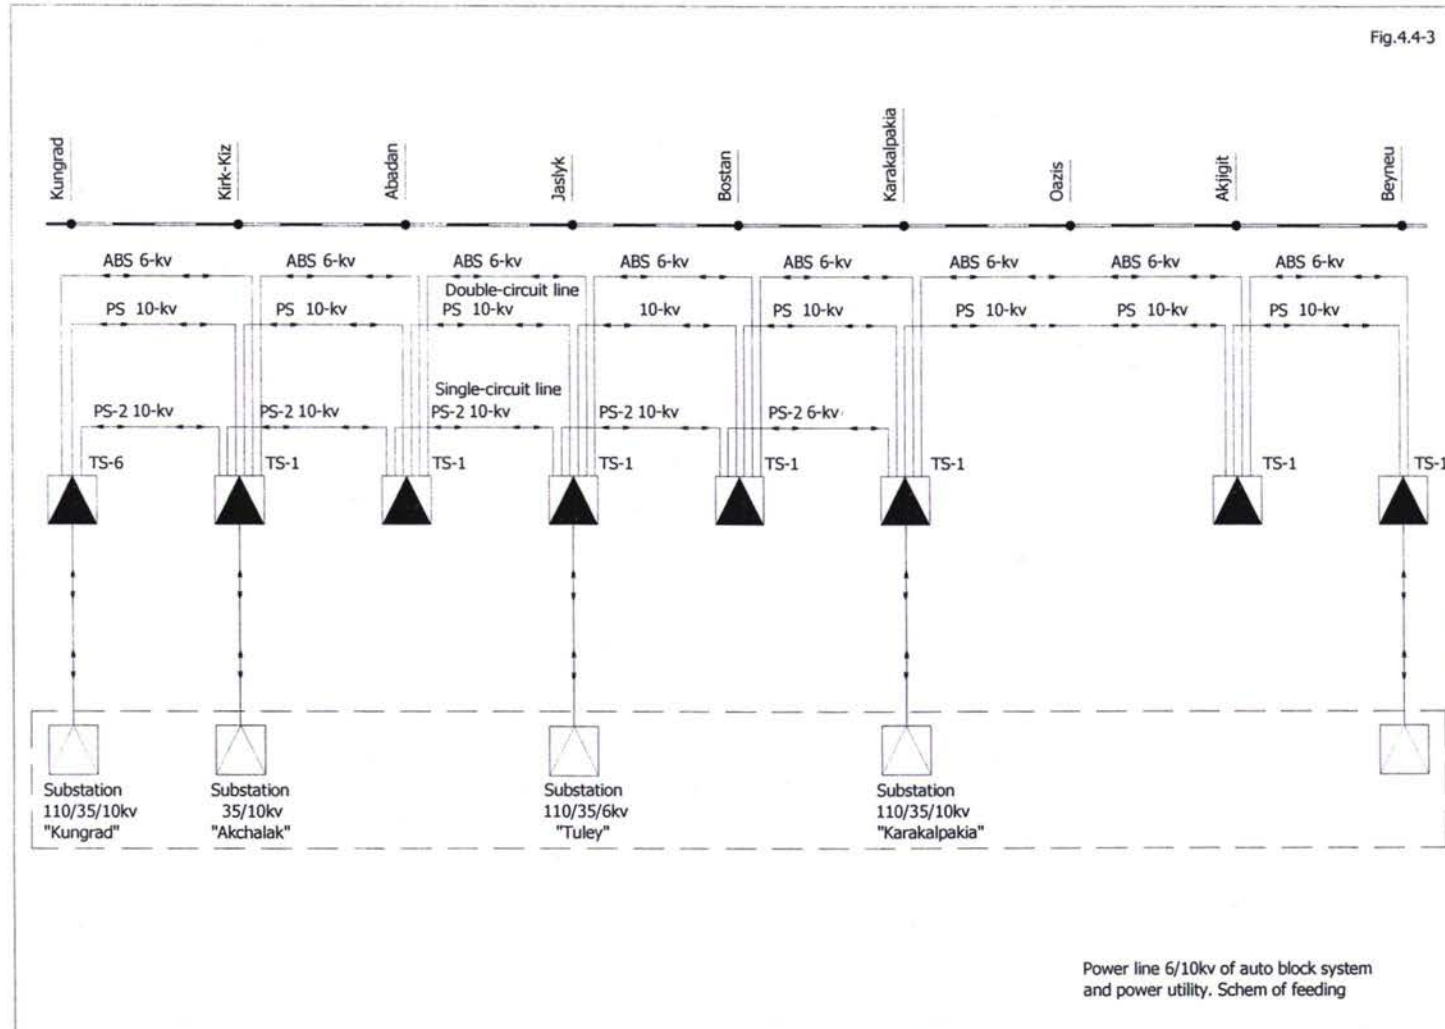 Fig.4.4-3
Kungrad
Kirk-Kiz
Abadan
Jaslyk
Bostan
Karakalpakia
Oazis
Akjigit
Beyneu
ABS 6-kv
ABS 6-kv
ABS 6-kv
ABS 6-kv
ABS 6-kv
ABS 6-kv
ABS 6-kv
ABS 6-kv
Double-circuit line
PS 10-kv
PS 10-kv
PS 10-kv
10-kv
PS 10-kv
PS 10-kv
PS 10-kv
PS 10-kv
Single-circuit line
PS-2 10-kv
PS-2 10-kv
PS-2 10-kv
PS-2 10-kv
PS-2 6-kv
TS-6
TS-1
TS-1
TS-1
TS-1
TS-1
TS-1
TS-1
Substation
110/35/10kv
"Kungrad"
Substation
35/10kv
"Akchalak"
Substation
110/35/6kv
"Tuley"
Substation
110/35/10kv
"Karakalpakia"
Power line 6/10kv of auto block system
and power utility. Schem of feeding